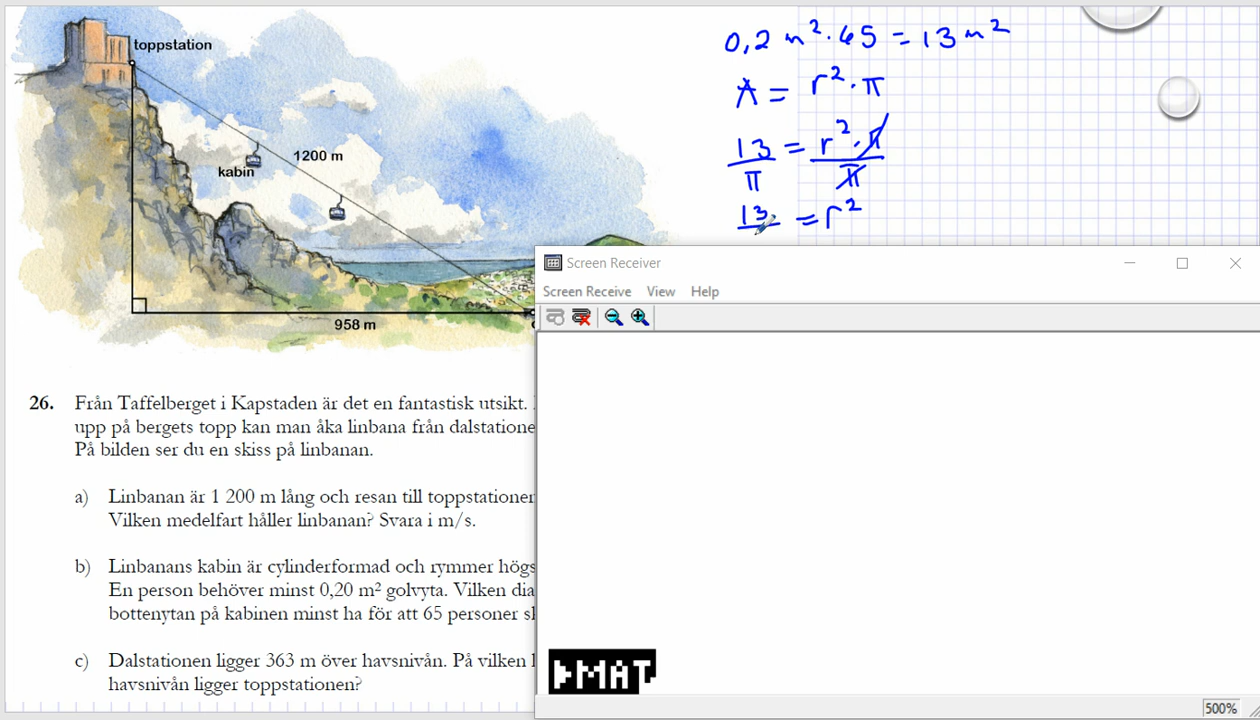 toppstation
kabin
1200 m
958 m
0,2 m² · 65 = 13 m²
A = r² · π
13 = r² · π
π π
13 = r²
Screen Receiver
Screen Receive View Help
26. Från Taffelberget i Kapstaden är det en fantastisk utsikt.
upp på bergets topp kan man åka linbana från dalstatione
På bilden ser du en skiss på linbanan.
a) Linbanan är 1 200 m lång och resan till toppstationen
Vilken medelfart håller linbanan? Svara i m/s.
b) Linbanans kabin är cylinderformad och rymmer högs
En person behöver minst 0,20 m² golvyta. Vilken dia
bottenytan på kabinen minst ha för att 65 personer s
c) Dalstationen ligger 363 m över havsnivån. På vilken
havsnivån ligger toppstationen?
▶MAT
500%